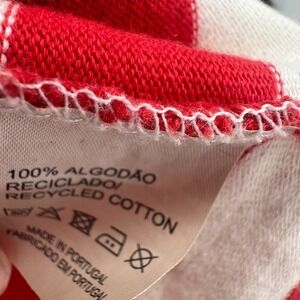 100% ALGODÃO
RECICLADO/
RECYCLED COTTON
MADE IN PORTUGAL
FABRICADO EM PORTUGAL